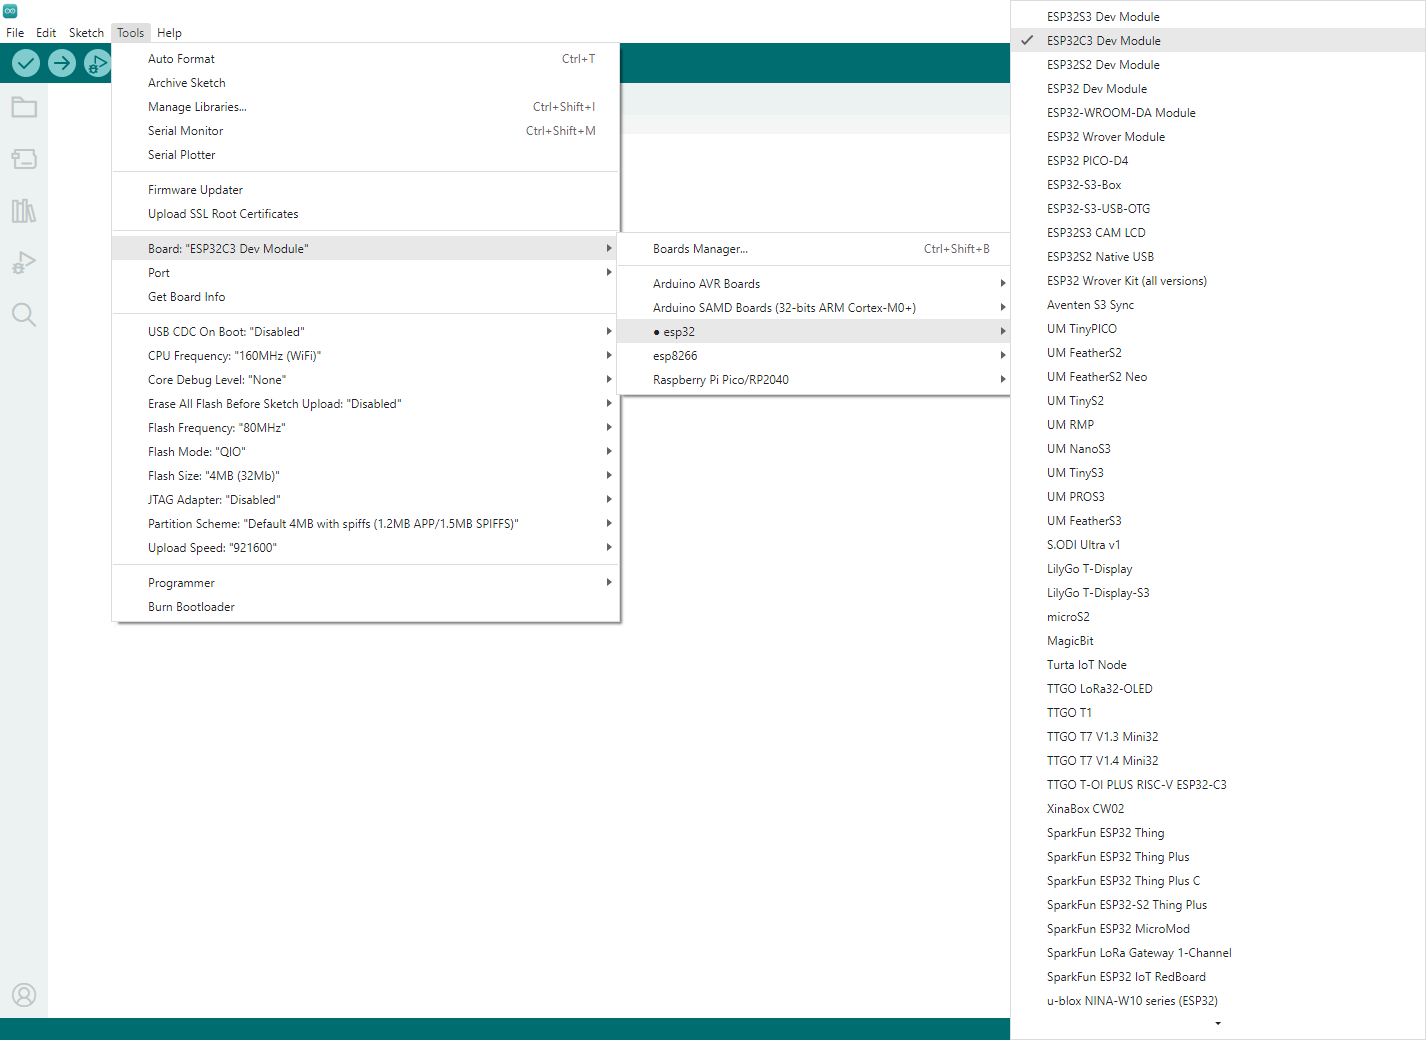 File Edit Sketch Tools Help
Auto Format Ctrl+T
Archive Sketch
Manage Libraries... Ctrl+Shift+I
Serial Monitor Ctrl+Shift+M
Serial Plotter
Firmware Updater
Upload SSL Root Certificates
Board: "ESP32C3 Dev Module"
Port
Get Board Info
USB CDC On Boot: "Disabled"
CPU Frequency: "160MHz (WiFi)"
Core Debug Level: "None"
Erase All Flash Before Sketch Upload: "Disabled"
Flash Frequency: "80MHz"
Flash Mode: "QIO"
Flash Size: "4MB (32Mb)"
JTAG Adapter: "Disabled"
Partition Scheme: "Default 4MB with spiffs (1.2MB APP/1.5MB SPIFFS)"
Upload Speed: "921600"
Programmer
Burn Bootloader
Boards Manager... Ctrl+Shift+B
Arduino AVR Boards
Arduino SAMD Boards (32-bits ARM Cortex-M0+)
● esp32
esp8266
Raspberry Pi Pico/RP2040
ESP32S3 Dev Module
ESP32C3 Dev Module
ESP32S2 Dev Module
ESP32 Dev Module
ESP32-WROOM-DA Module
ESP32 Wrover Module
ESP32 PICO-D4
ESP32-S3-Box
ESP32-S3-USB-OTG
ESP32S3 CAM LCD
ESP32S2 Native USB
ESP32 Wrover Kit (all versions)
Aventen S3 Sync
UM TinyPICO
UM FeatherS2
UM FeatherS2 Neo
UM TinyS2
UM RMP
UM NanoS3
UM TinyS3
UM PROS3
UM FeatherS3
S.ODI Ultra v1
LilyGo T-Display
LilyGo T-Display-S3
microS2
MagicBit
Turta IoT Node
TTGO LoRa32-OLED
TTGO T1
TTGO T7 V1.3 Mini32
TTGO T7 V1.4 Mini32
TTGO T-OI PLUS RISC-V ESP32-C3
XinaBox CW02
SparkFun ESP32 Thing
SparkFun ESP32 Thing Plus
SparkFun ESP32 Thing Plus C
SparkFun ESP32-S2 Thing Plus
SparkFun ESP32 MicroMod
SparkFun LoRa Gateway 1-Channel
SparkFun ESP32 IoT RedBoard
u-blox NINA-W10 series (ESP32)